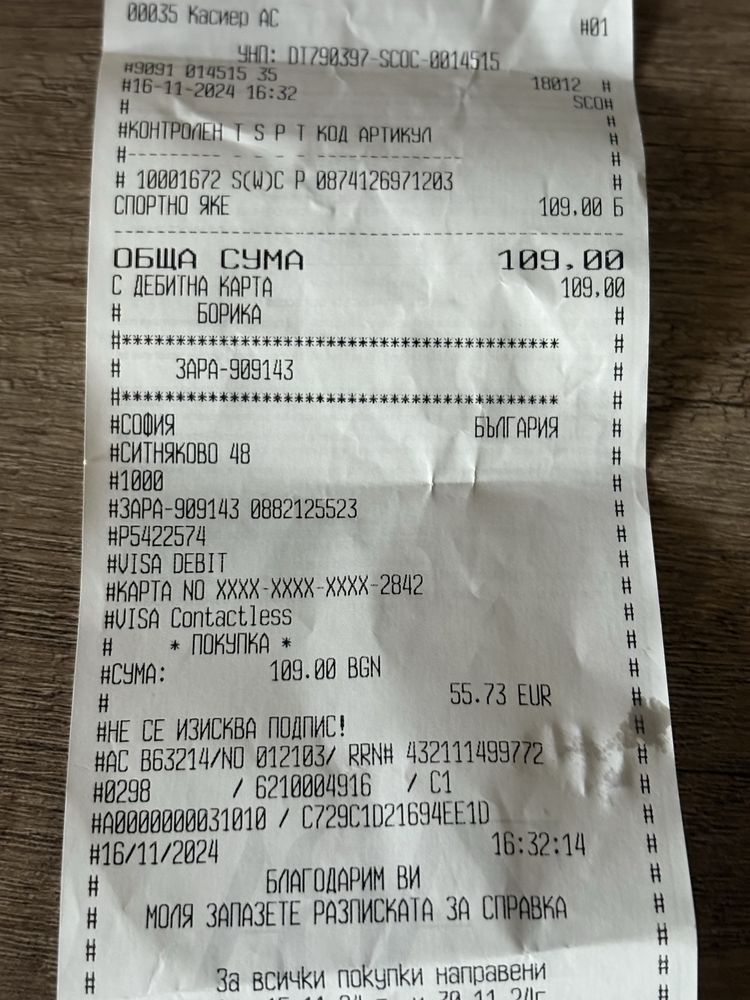 00035 Касиер АС
#01
УНП: DT790397-SCOC-0014515
#9091 014515 35 18012 #
#16-11-2024 16:32 SCO#
# #
#КОНТРОЛЕН T S P T КОД АРТИКУЛ #
#---------- -- -- -- ------------------ #
# 10001672 S(W)C P 0874126971203 #
СПОРТНО ЯКЕ 109.00 Б
ОБЩА СУМА 109,00
С ДЕБИТНА КАРТА 109,00
# БОРИКА #
#**************************************** #
# ЗАРА-909143 #
#**************************************** #
#СОФИЯ БЪЛГАРИЯ #
#СИТНЯКОВО 48 #
#1000 #
#ЗАРА-909143 0882125523 #
#P5422574 #
#VISA DEBIT #
#КАРТА NO XXXX-XXXX-XXXX-2842 #
#VISA Contactless #
# * ПОКУПКА * #
#СУМА: 109.00 BGN #
# 55.73 EUR #
#НЕ СЕ ИЗИСКВА ПОДПИС! #
#AC B63214/NO 012103/ RRN# 432111499772 #
#0298 / 6210004916 / C1 #
#A0000000031010 / C729C1D21694EE1D #
#16/11/2024 16:32:14 #
# БЛАГОДАРИМ ВИ #
# МОЛЯ ЗАПАЗЕТЕ РАЗПИСКАТА ЗА СПРАВКА #
# #
# За всички покупки направени #